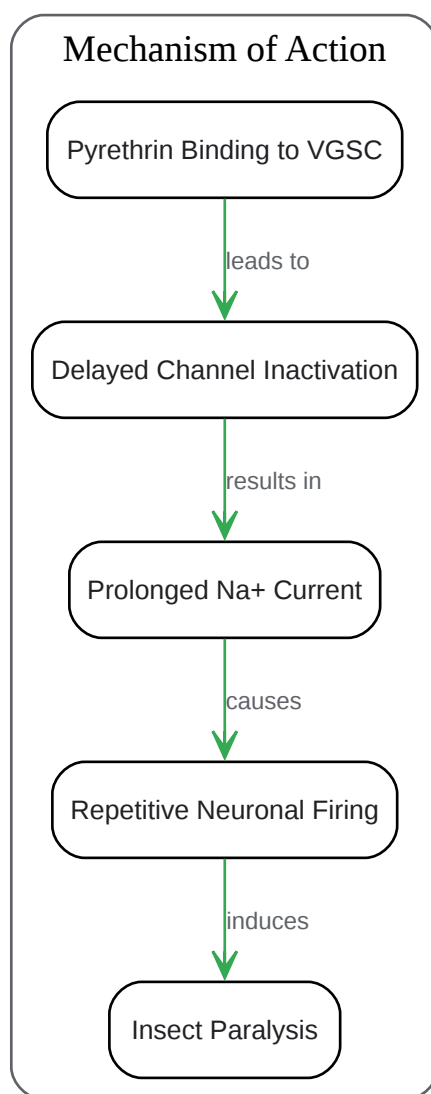 Mechanism of Action
Pyrethrin Binding to VGSC
leads to
Delayed Channel Inactivation
results in
Prolonged Na+ Current
causes
Repetitive Neuronal Firing
induces
Insect Paralysis